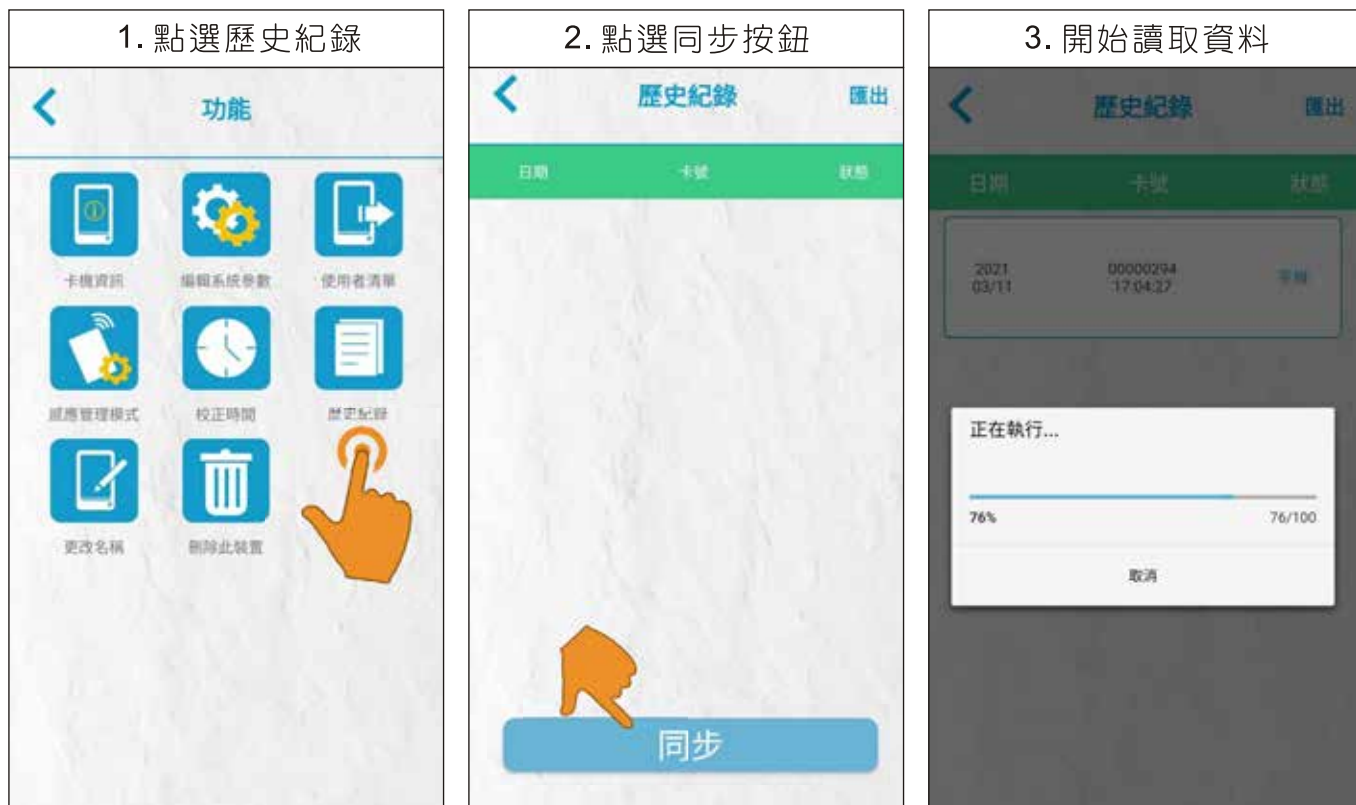 1. 點選歷史紀錄
功能
卡機資訊
編輯系統參數
使用者清單
感應管理模式
校正時間
歷史紀錄
更改名稱
刪除此裝置
2. 點選同步按鈕
歷史紀錄
匯出
日期 卡號 狀態
同步
3. 開始讀取資料
歷史紀錄
匯出
日期 卡號 狀態
2021
03/11
00000294
17:04:27
正在執行...
76% 76/100
取消